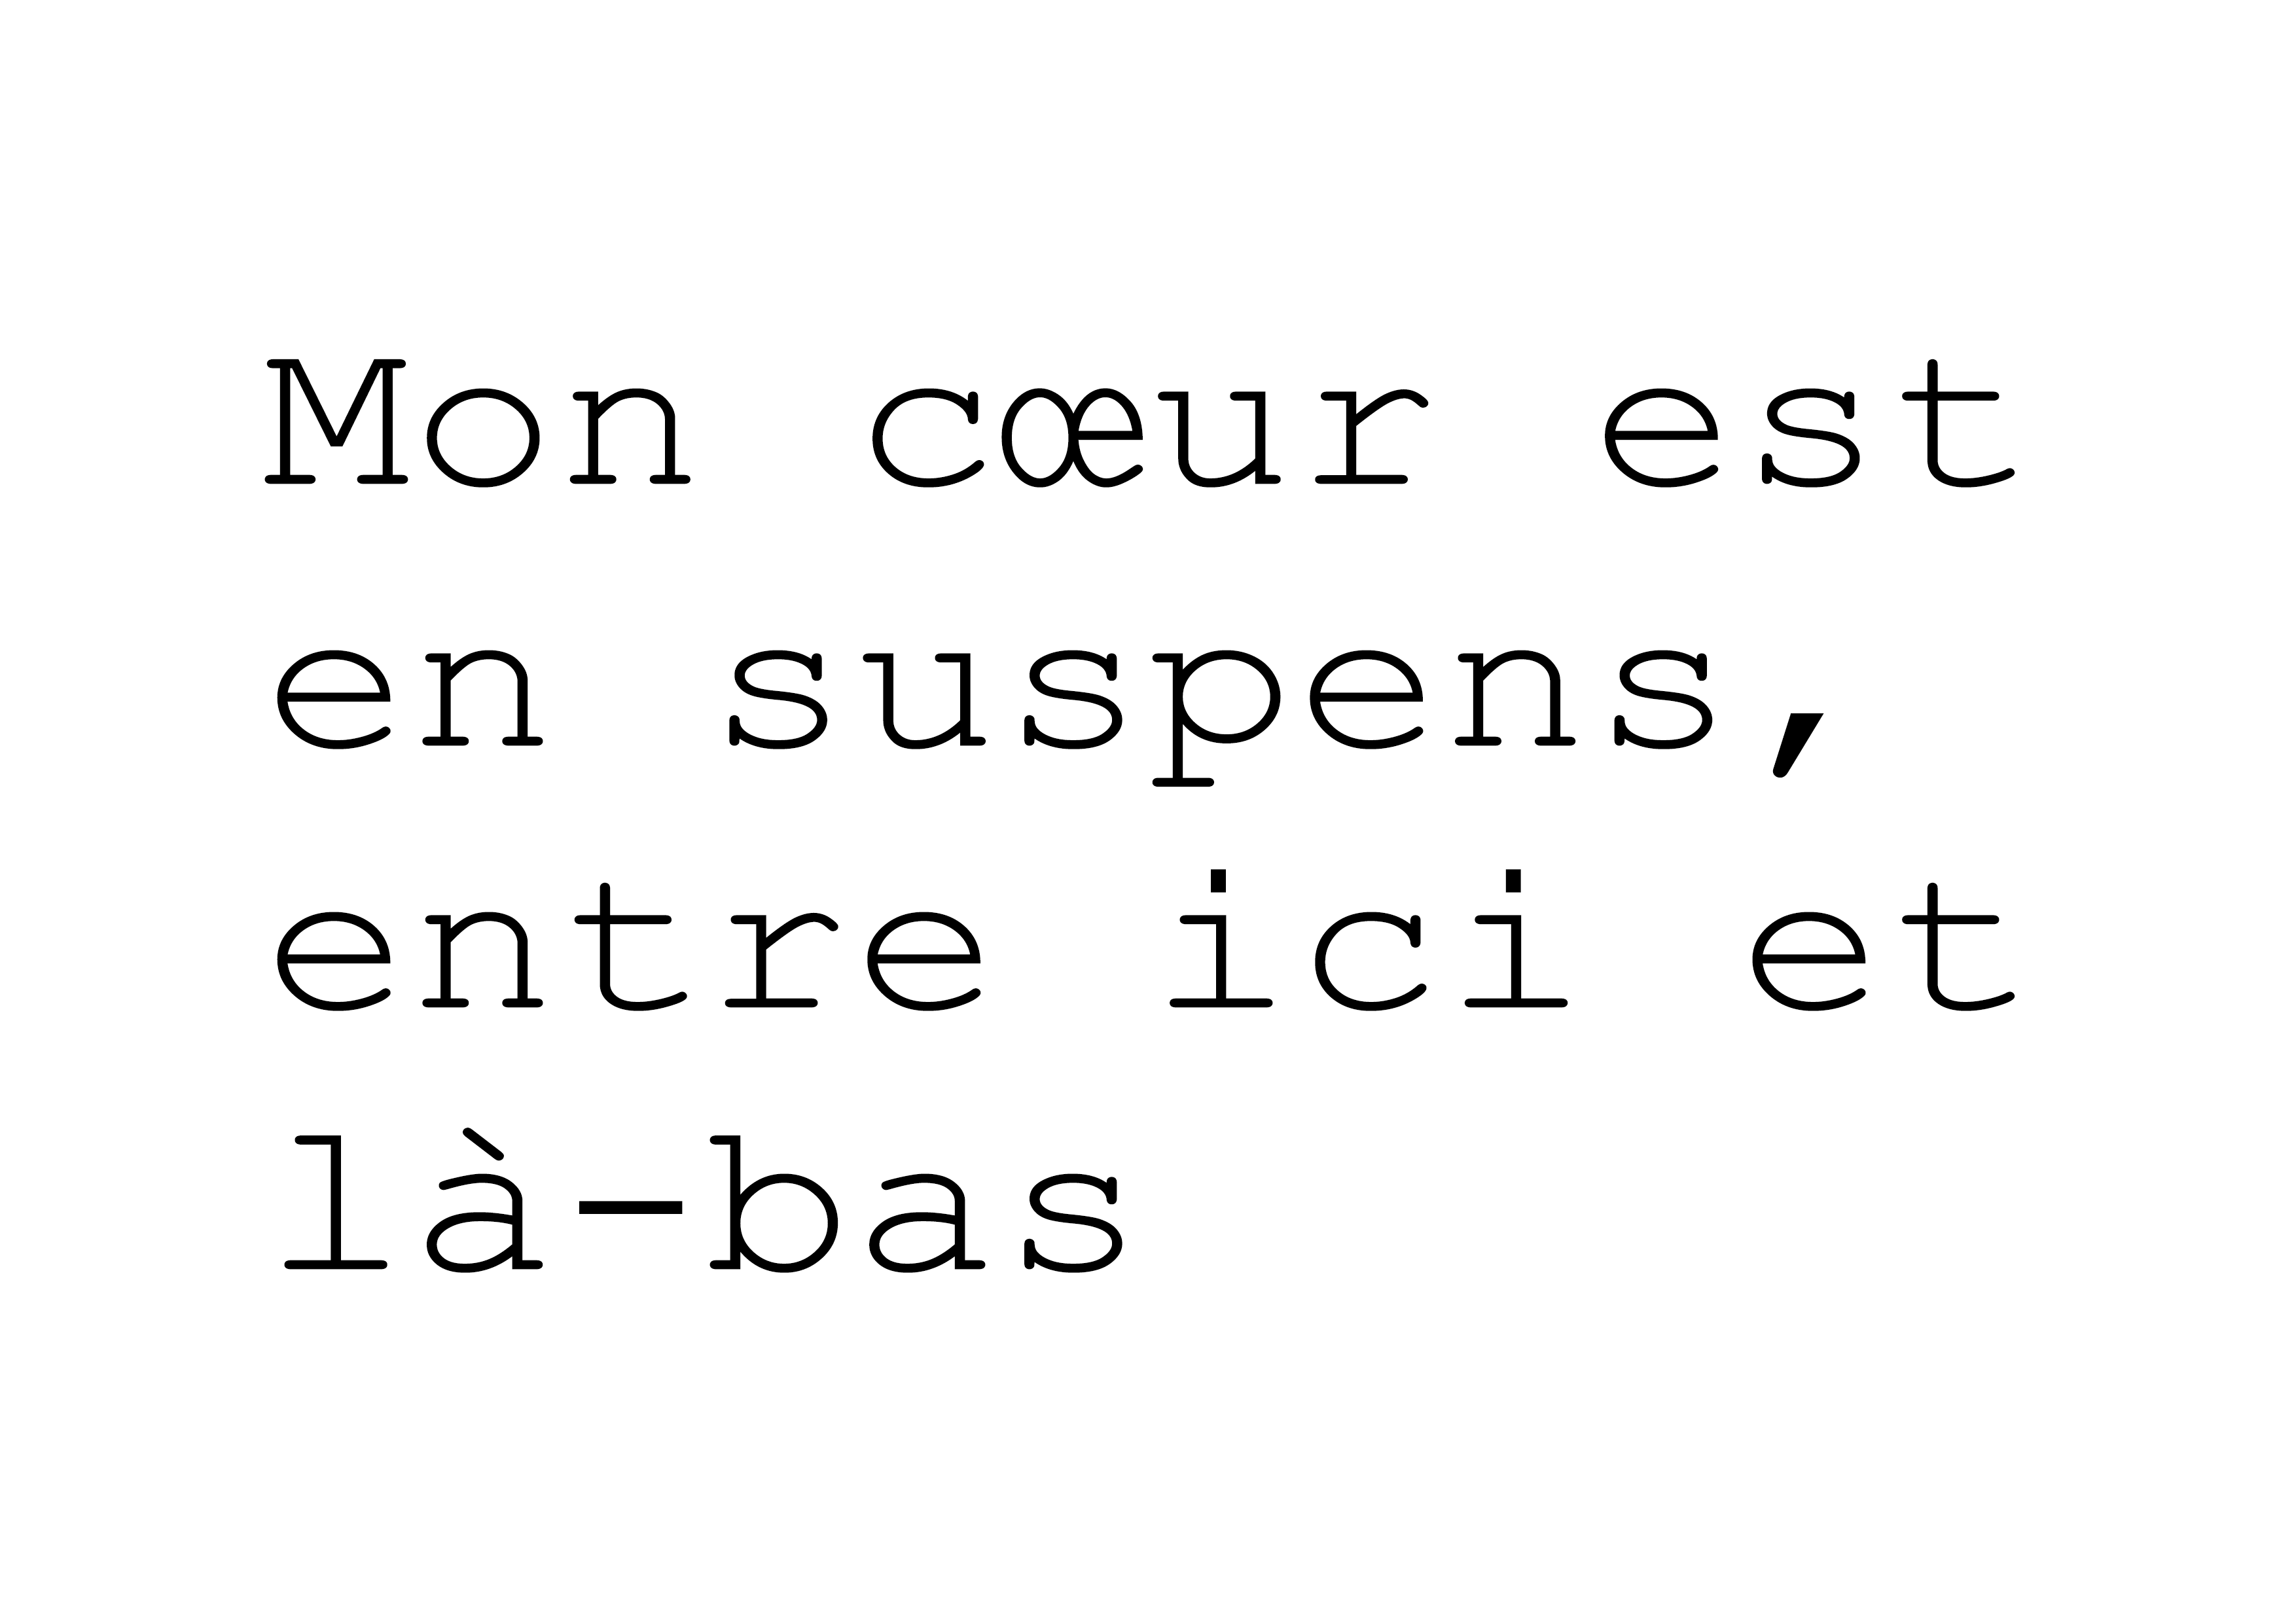 Mon cœur est
en suspens,
entre ici et
là-bas